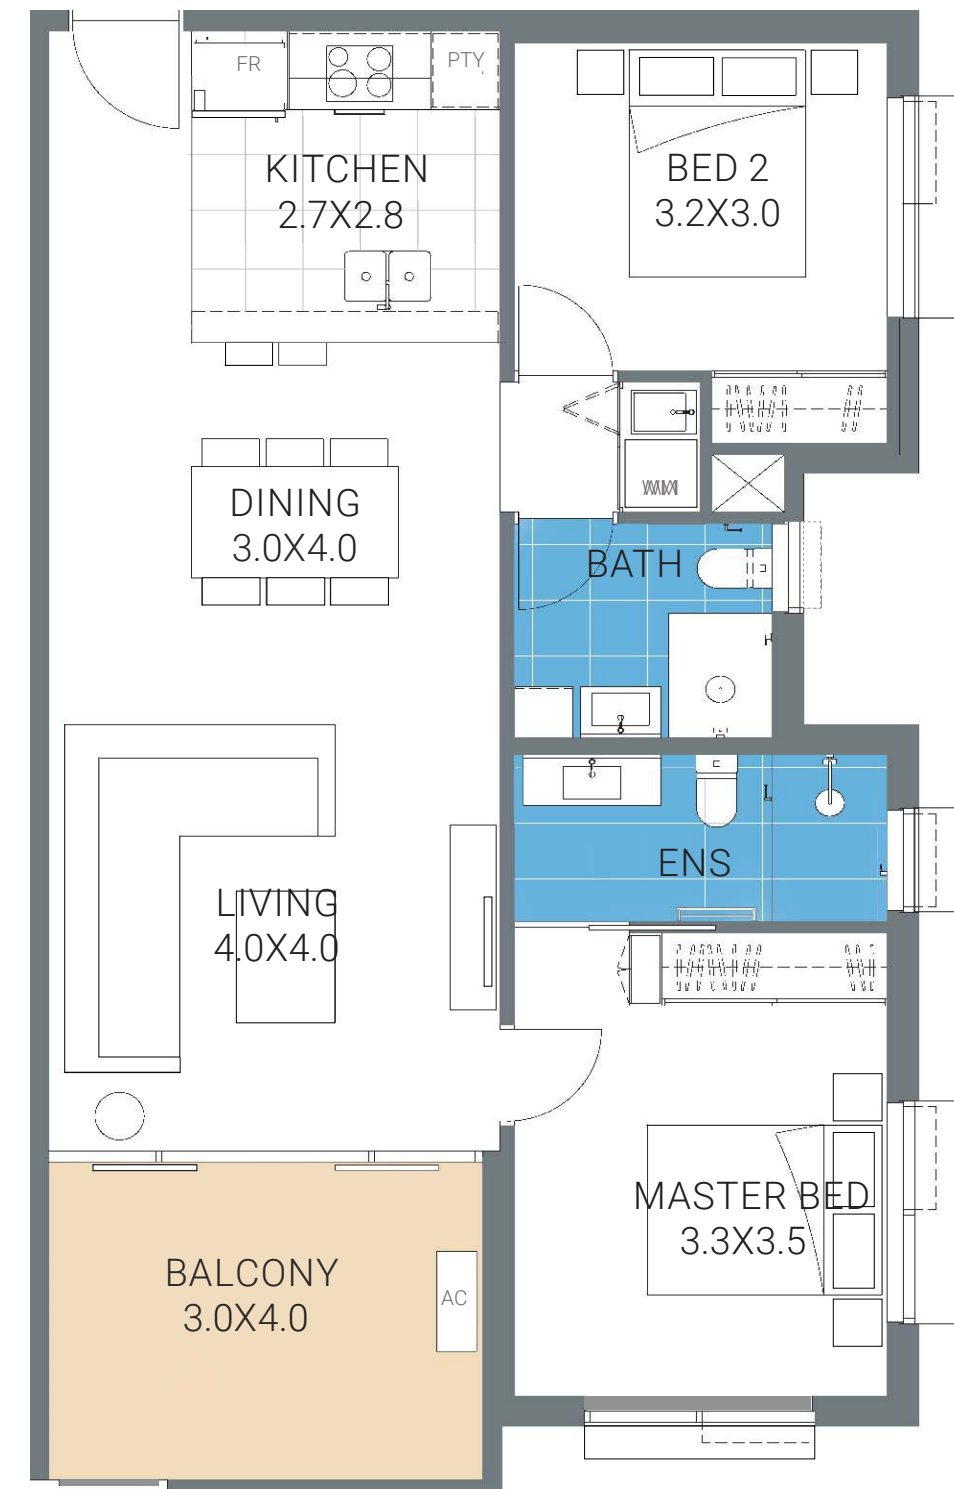 FR
PTY
KITCHEN
2.7X2.8
BED 2
3.2X3.0
DINING
3.0X4.0
BATH
ENS
LIVING
4.0X4.0
MASTER BED
3.3X3.5
BALCONY
3.0X4.0
AC